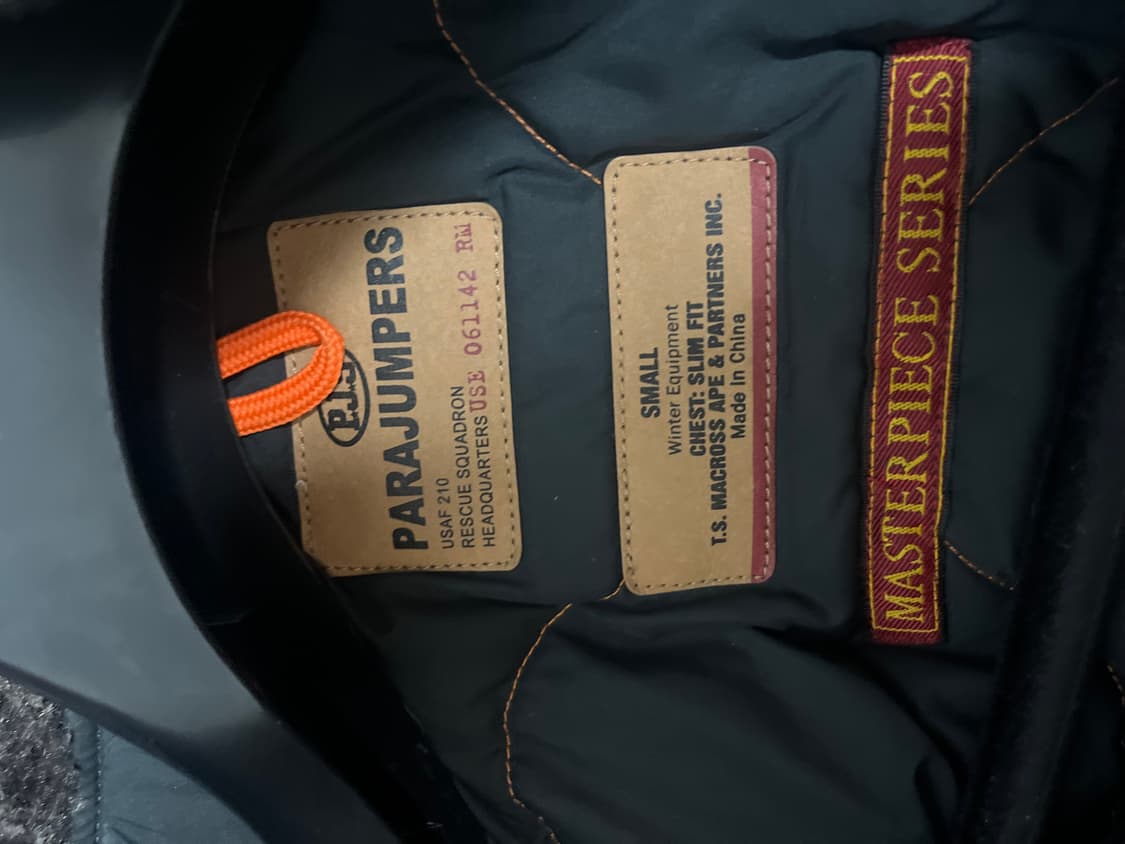 P.J.S
PARAJUMPERS
USAF 210
RESCUE SQUADRON
HEADQUARTERS USE 061142 RW
SMALL
Winter Equipment
CHEST: SLIM FIT
T.S. MACROSS APE & PARTNERS INC.
Made In China
MASTERPIECE SERIES